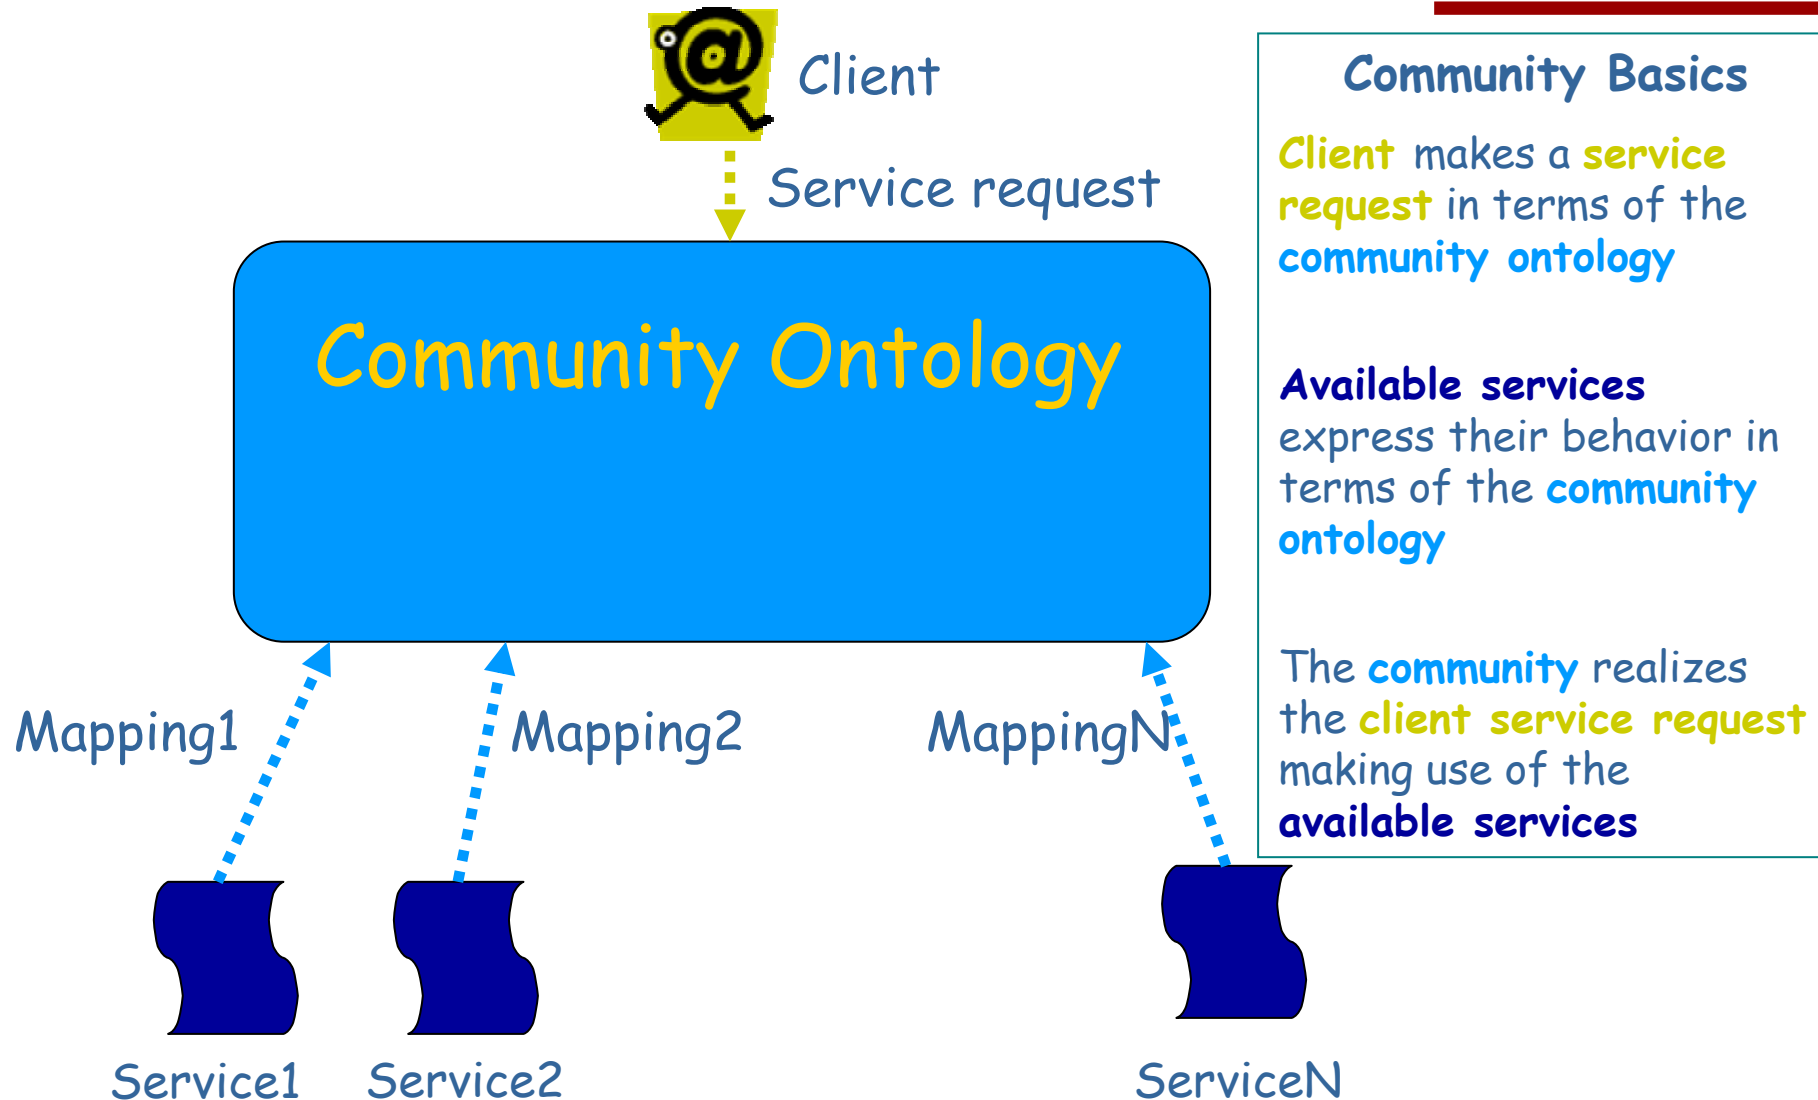 Client
Service request
Community Ontology
Mapping1
Mapping2
MappingN
Service1
Service2
ServiceN
Community Basics
Client makes a service
request in terms of the
community ontology
Available services
express their behavior in
terms of the community
ontology
The community realizes
the client service request
making use of the
available services